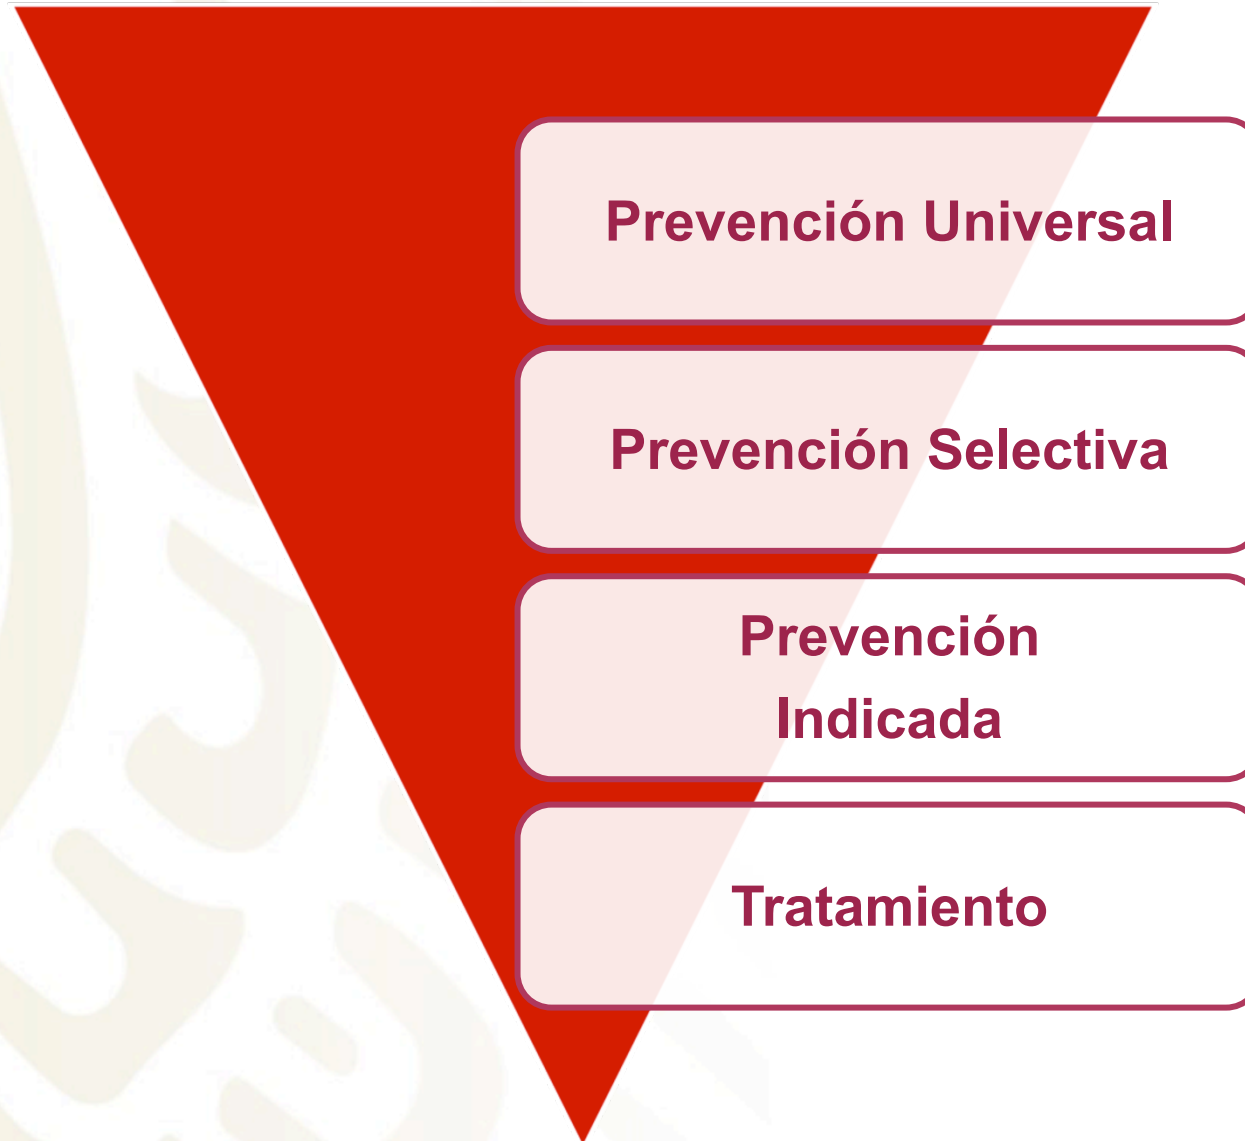 Prevención Universal
Prevención Selectiva
Prevención
Indicada
Tratamiento